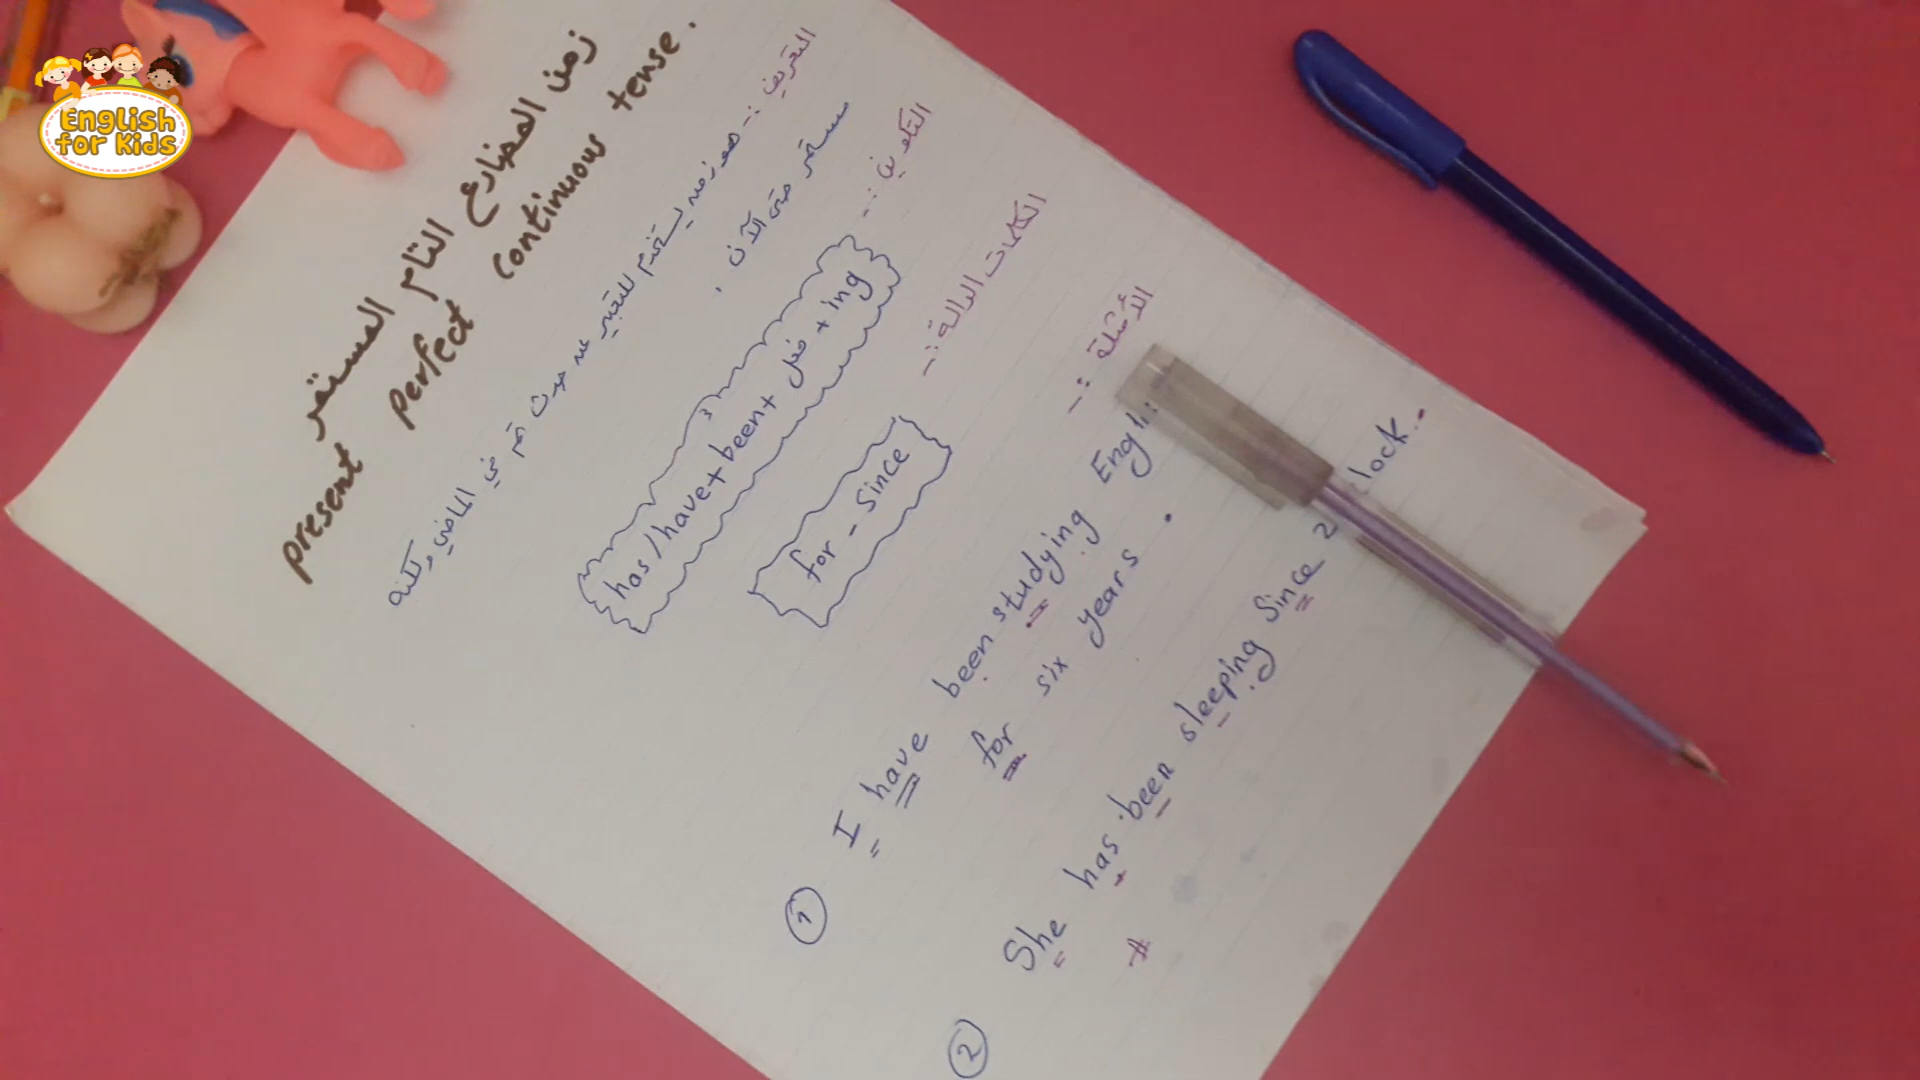 English
for Kids
زمن المضارع التام المستمر
present perfect continuous tense.
التعريف :- هو زمن يستخدم للتعبير عن حدث تم في الماضي ولكنه
مستمر حتى الآن .
التكوين :-
has/have + been + فعل + ing
الكلمات الدالة :-
for - since
الأمثلة :-
① I have been studying
for six years .
② She has been sleeping since 2